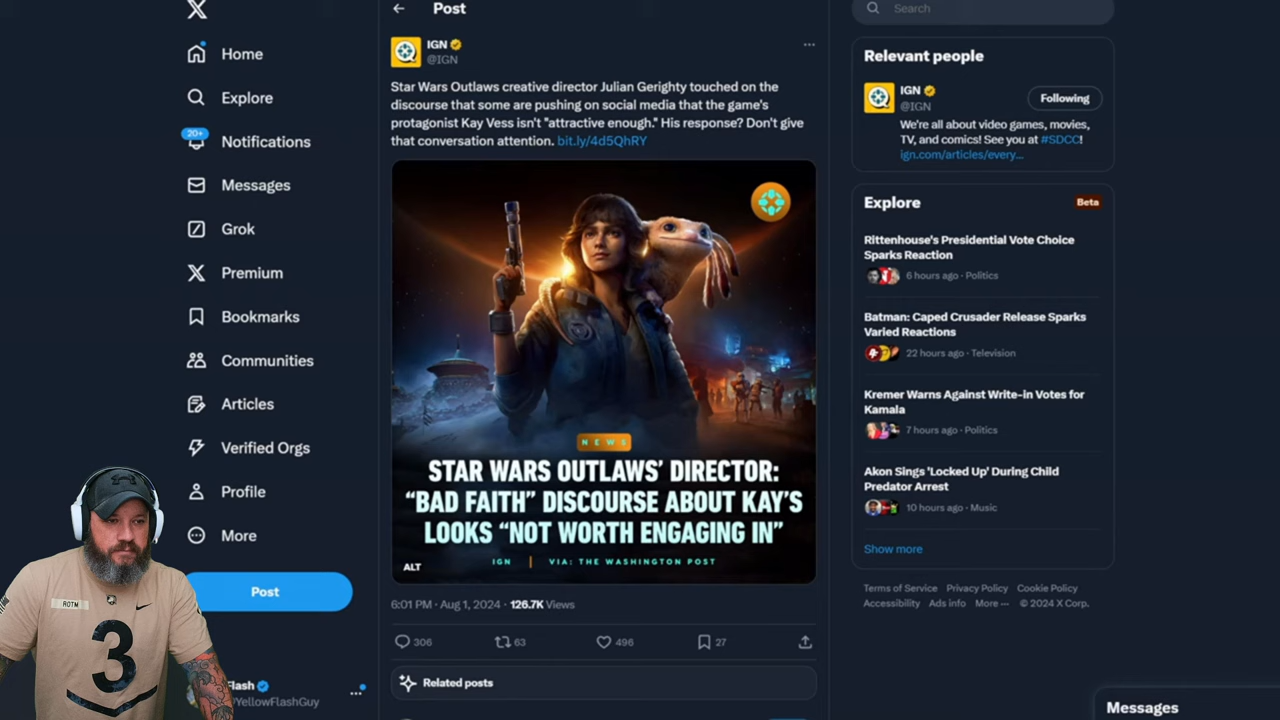 Post
Search
Home
Explore
20+
Notifications
Messages
Grok
Premium
Bookmarks
Communities
Articles
Verified Orgs
Profile
More
Post
Flash
YellowFlashGuy
ROTM
3
IGN
@IGN
Star Wars Outlaws creative director Julian Gerighty touched on the
discourse that some are pushing on social media that the game's
protagonist Kay Vess isn't "attractive enough." His response? Don't give
that conversation attention. bit.ly/4d5QhRY
NEWS
STAR WARS OUTLAWS' DIRECTOR:
"BAD FAITH" DISCOURSE ABOUT KAY'S
LOOKS "NOT WORTH ENGAGING IN"
IGN | VIA: THE WASHINGTON POST
ALT
6:01 PM · Aug 1, 2024 · 126.7K Views
306 63 496 27
Related posts
Relevant people
IGN
@IGN
Following
We're all about video games, movies,
TV, and comics! See you at #SDCC!
ign.com/articles/every…
Explore
Beta
Rittenhouse's Presidential Vote Choice
Sparks Reaction
6 hours ago · Politics
Batman: Caped Crusader Release Sparks
Varied Reactions
22 hours ago · Television
Kremer Warns Against Write-in Votes for
Kamala
7 hours ago · Politics
Akon Sings 'Locked Up' During Child
Predator Arrest
10 hours ago · Music
Show more
Terms of Service Privacy Policy Cookie Policy
Accessibility Ads info More ··· © 2024 X Corp.
Messages